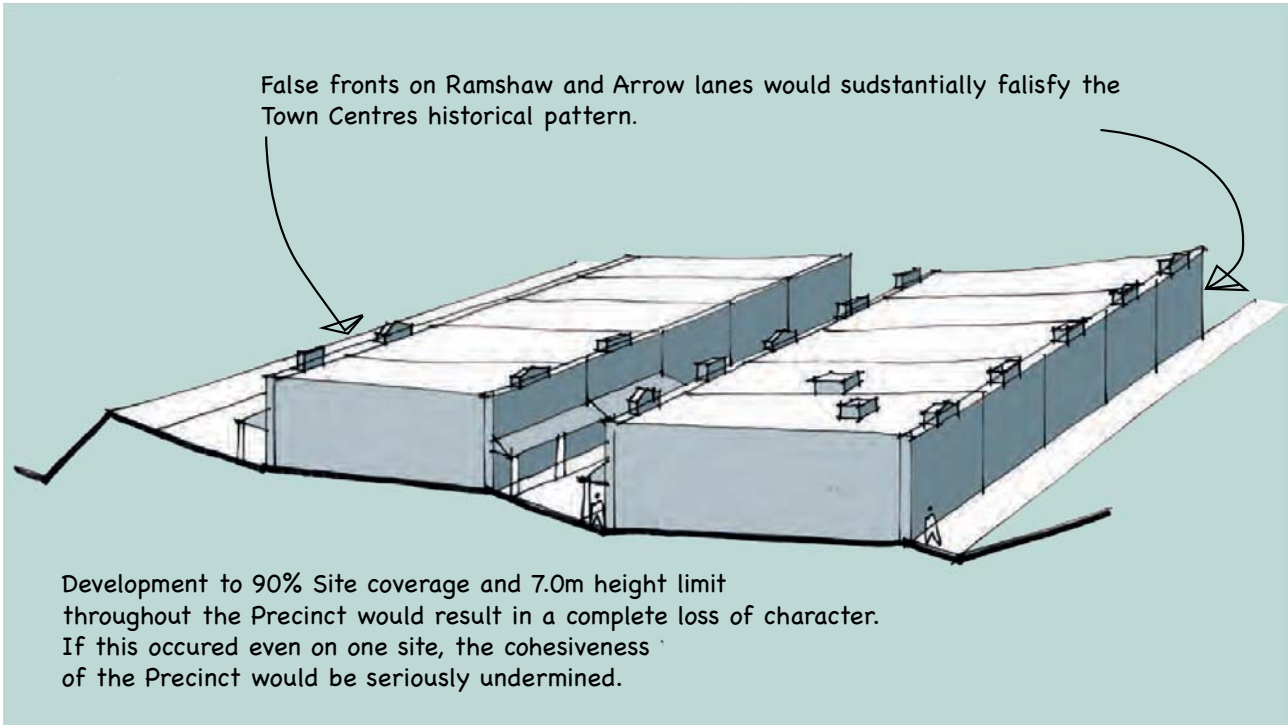 False fronts on Ramshaw and Arrow lanes would sudstantially falisfy the
Town Centres historical pattern.
Development to 90% Site coverage and 7.0m height limit
throughout the Precinct would result in a complete loss of character.
If this occured even on one site, the cohesiveness
of the Precinct would be seriously undermined.